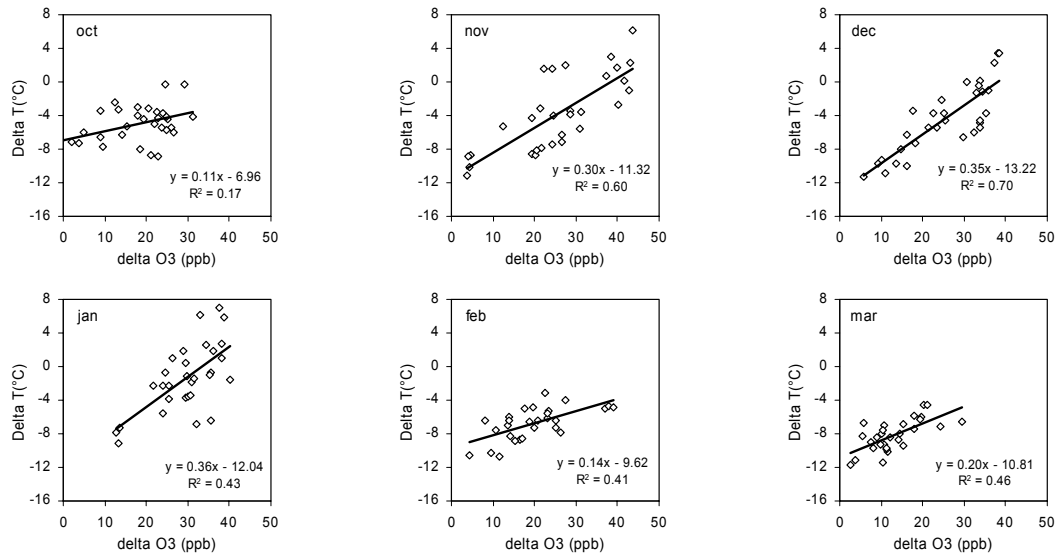 oct
Delta T(°C)
8
4
0
-4
-8
-12
-16
y = 0.11x - 6.96
R² = 0.17
0 10 20 30 40 50
delta O3 (ppb)
nov
Delta T(°C)
8
4
0
-4
-8
-12
-16
y = 0.30x - 11.32
R² = 0.60
0 10 20 30 40 50
delta O3 (ppb)
dec
Delta T(°C)
8
4
0
-4
-8
-12
-16
y = 0.35x - 13.22
R² = 0.70
0 10 20 30 40 50
delta O3 (ppb)
jan
Delta T(°C)
8
4
0
-4
-8
-12
-16
y = 0.36x - 12.04
R² = 0.43
0 10 20 30 40 50
delta O3 (ppb)
feb
Delta T(°C)
8
4
0
-4
-8
-12
-16
y = 0.14x - 9.62
R² = 0.41
0 10 20 30 40 50
delta O3 (ppb)
mar
Delta T(°C)
8
4
0
-4
-8
-12
-16
y = 0.20x - 10.81
R² = 0.46
0 10 20 30 40 50
delta O3 (ppb)